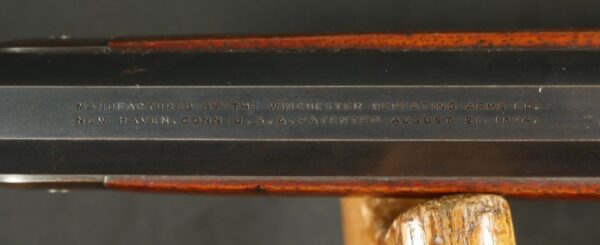 MANUFACTURED BY THE WINCHESTER REPEATING ARMS CO.
NEW HAVEN. CONN. U.S.A. PATENTED AUGUST 21. 1894.